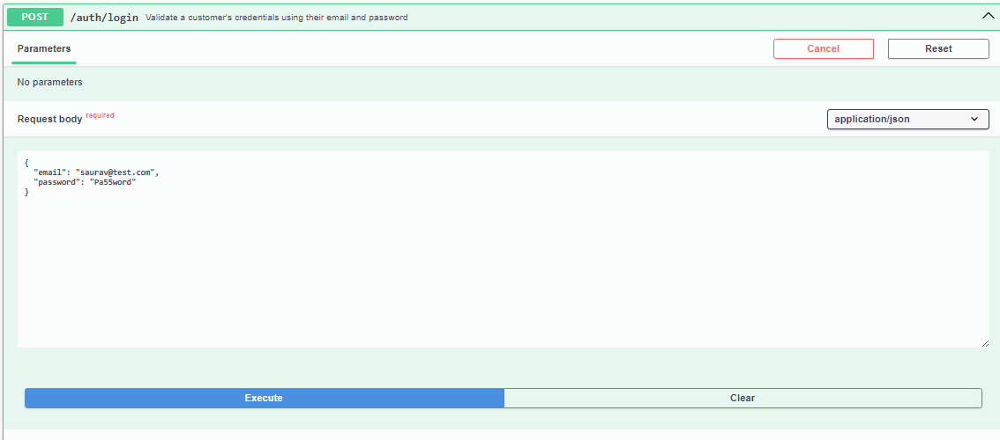 POST /auth/login Validate a customer's credentials using their email and password
Parameters Cancel Reset
No parameters
Request body required application/json
{
"email": "saurav@test.com",
"password": "Pa55word"
}
Execute Clear